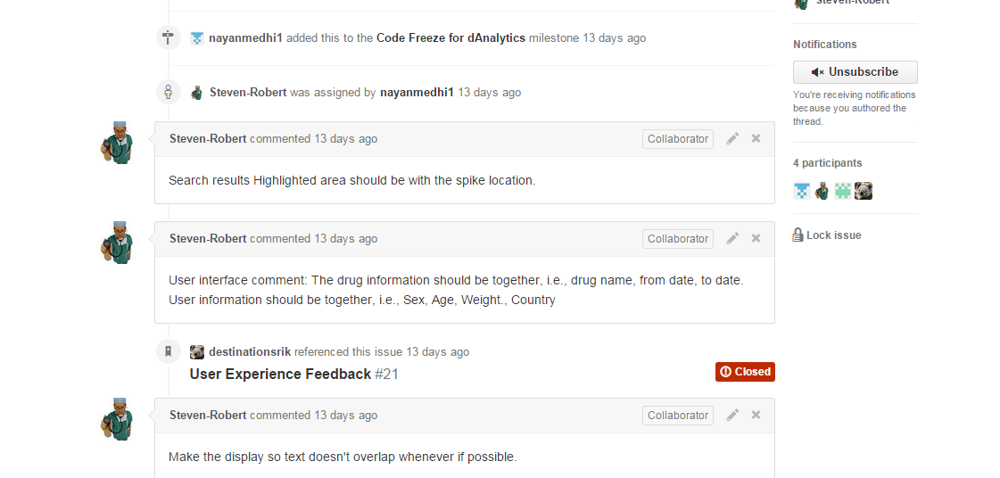 Steven-Robert
nayanmedhi1 added this to the Code Freeze for dAnalytics milestone 13 days ago
Steven-Robert was assigned by nayanmedhi1 13 days ago
Steven-Robert commented 13 days ago
Collaborator
Search results Highlighted area should be with the spike location.
Steven-Robert commented 13 days ago
Collaborator
User interface comment: The drug information should be together, i.e., drug name, from date, to date.
User information should be together, i.e., Sex, Age, Weight., Country
destinationsrik referenced this issue 13 days ago
User Experience Feedback #21
Closed
Steven-Robert commented 13 days ago
Collaborator
Make the display so text doesn't overlap whenever if possible.
Notifications
Unsubscribe
You're receiving notifications
because you authored the
thread.
4 participants
Lock issue